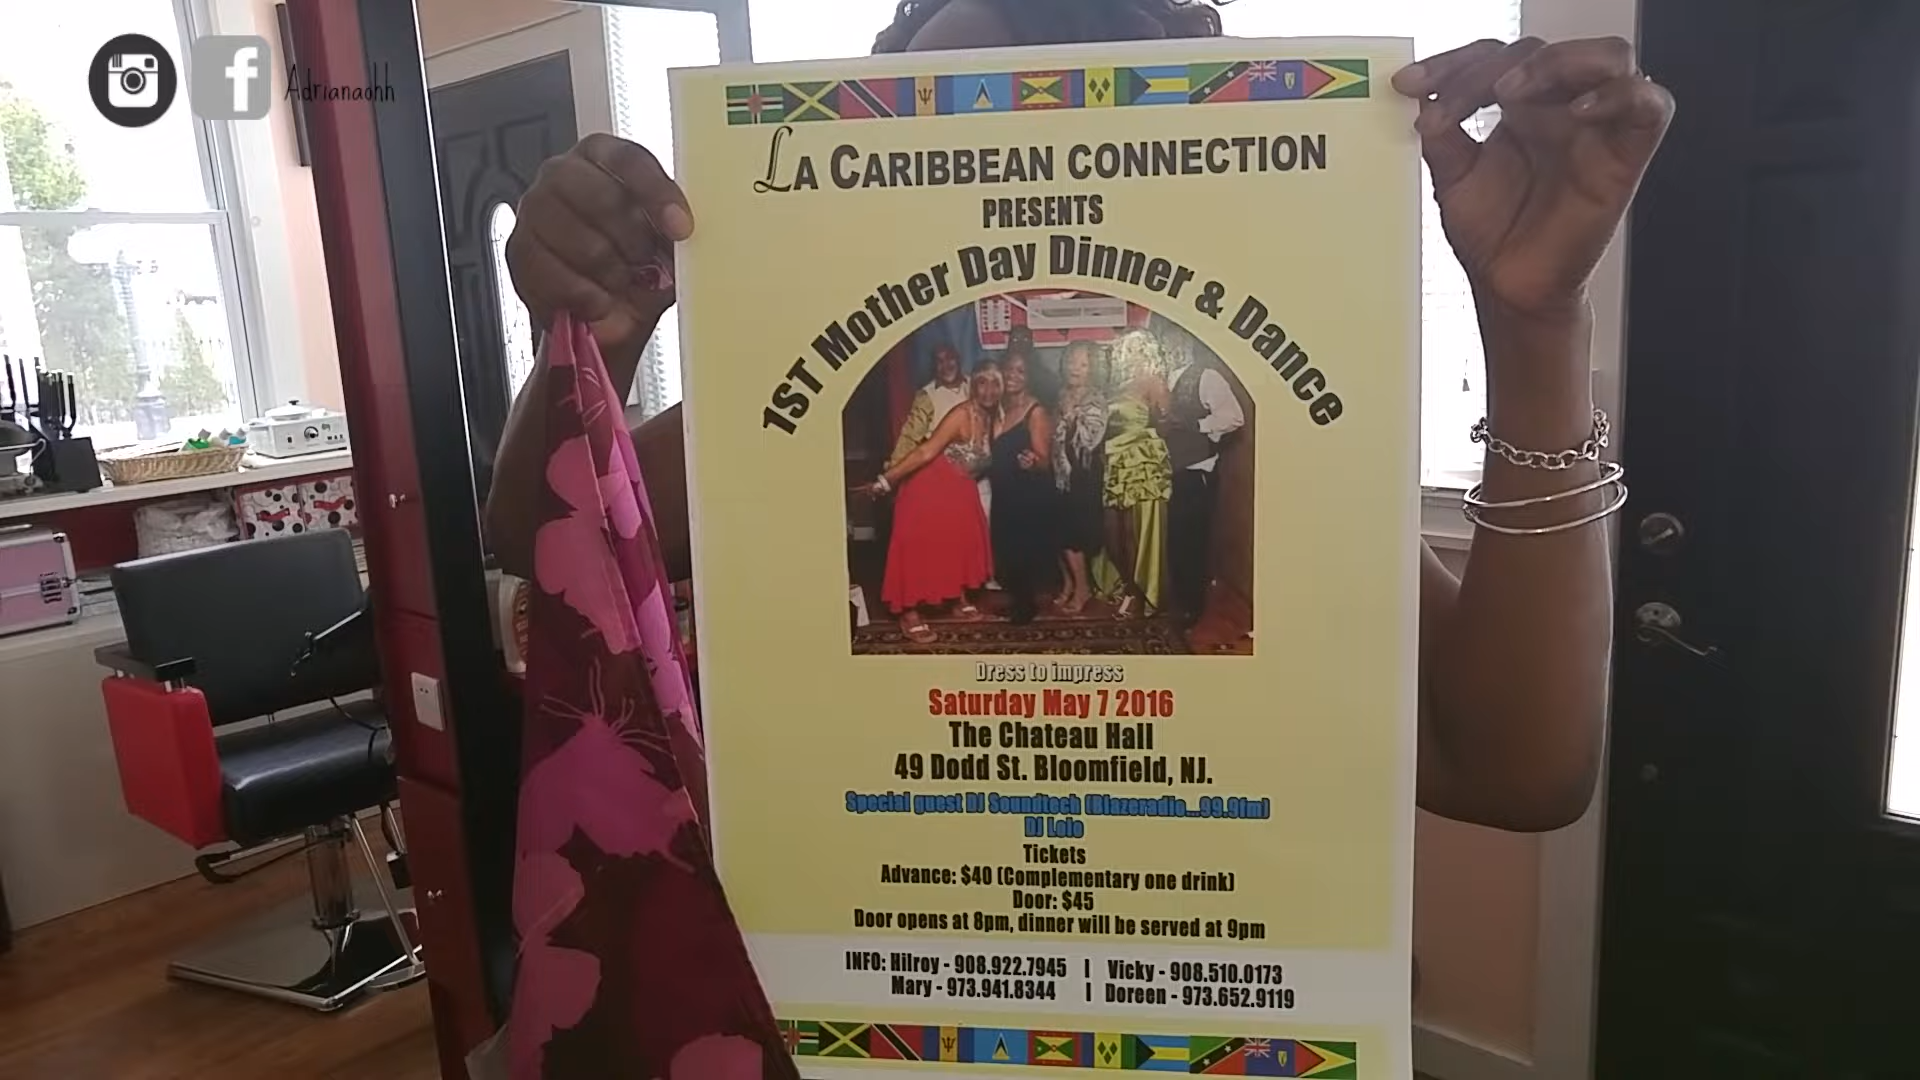 Adrianaohh
LA CARIBBEAN CONNECTION
PRESENTS
1ST Mother Day Dinner & Dance
Dress to impress
Saturday May 7 2016
The Chateau Hall
49 Dodd St. Bloomfield, NJ.
Special guest DJ Soundtech (Blazeradio...99.9fm)
DJ Lolo
Tickets
Advance: $40 (Complementary one drink)
Door: $45
Door opens at 8pm, dinner will be served at 9pm
INFO: Hilroy - 908.922.7945 | Vicky - 908.510.0173
Mary - 973.941.8344 | Doreen - 973.652.9119